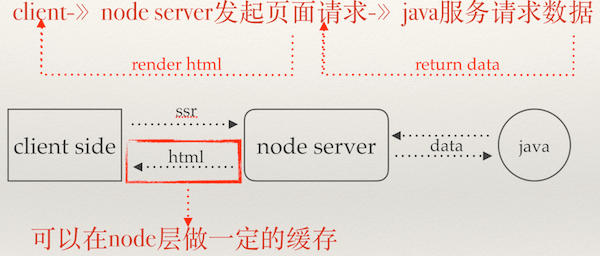 client-》node server发起页面请求-》java服务请求数据
render html
return data
ssr
client side
html
node server
data
java
可以在node层做一定的缓存